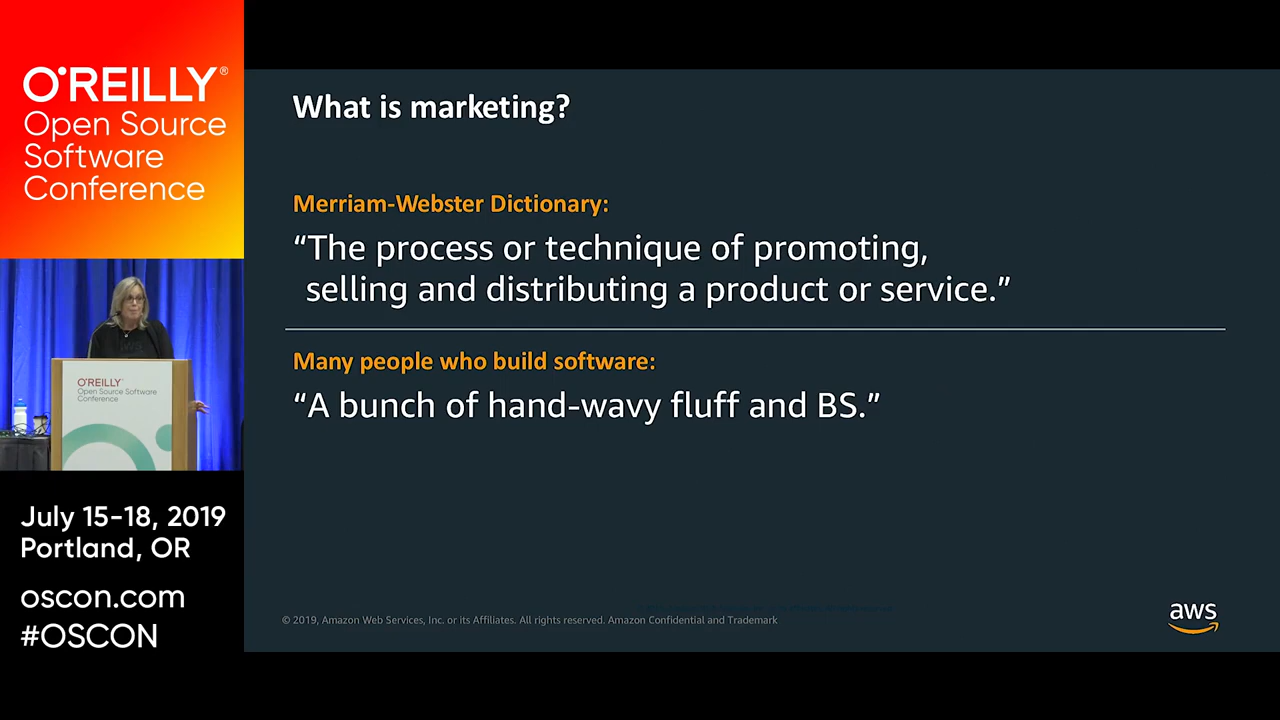 O'REILLY®
Open Source
Software
Conference
What is marketing?
Merriam-Webster Dictionary:
“The process or technique of promoting,
selling and distributing a product or service.”
Many people who build software:
“A bunch of hand-wavy fluff and BS.”
O'REILLY
Open Source Software
Conference
July 15-18, 2019
Portland, OR
oscon.com
#OSCON
© 2019, Amazon Web Services, Inc. or its Affiliates. All rights reserved. Amazon Confidential and Trademark
aws